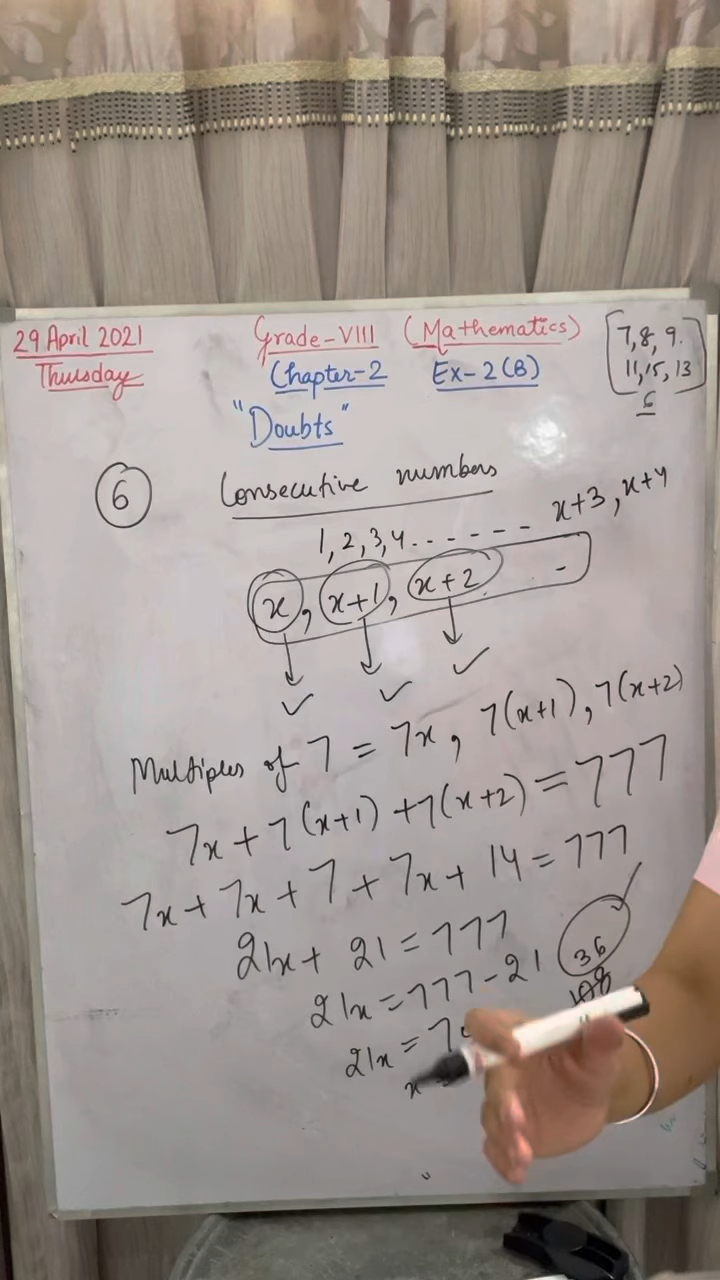 29 April 2021
Thursday
Grade-VIII (Mathematics)
Chapter-2 Ex-2(B)
"Doubts"
7, 8, 9.
11, 15, 13
6
6 Consecutive numbers
1, 2, 3, 4 . . - - - - - x+3, x+4
x, x+1, x+2 -
Multiples of 7 = 7x, 7(x+1), 7(x+2)
7x + 7(x+1) + 7(x+2) = 777
7x + 7x + 7 + 7x + 14 = 777
21x + 21 = 777
21x = 777 - 21
36
108
21x = 7
x